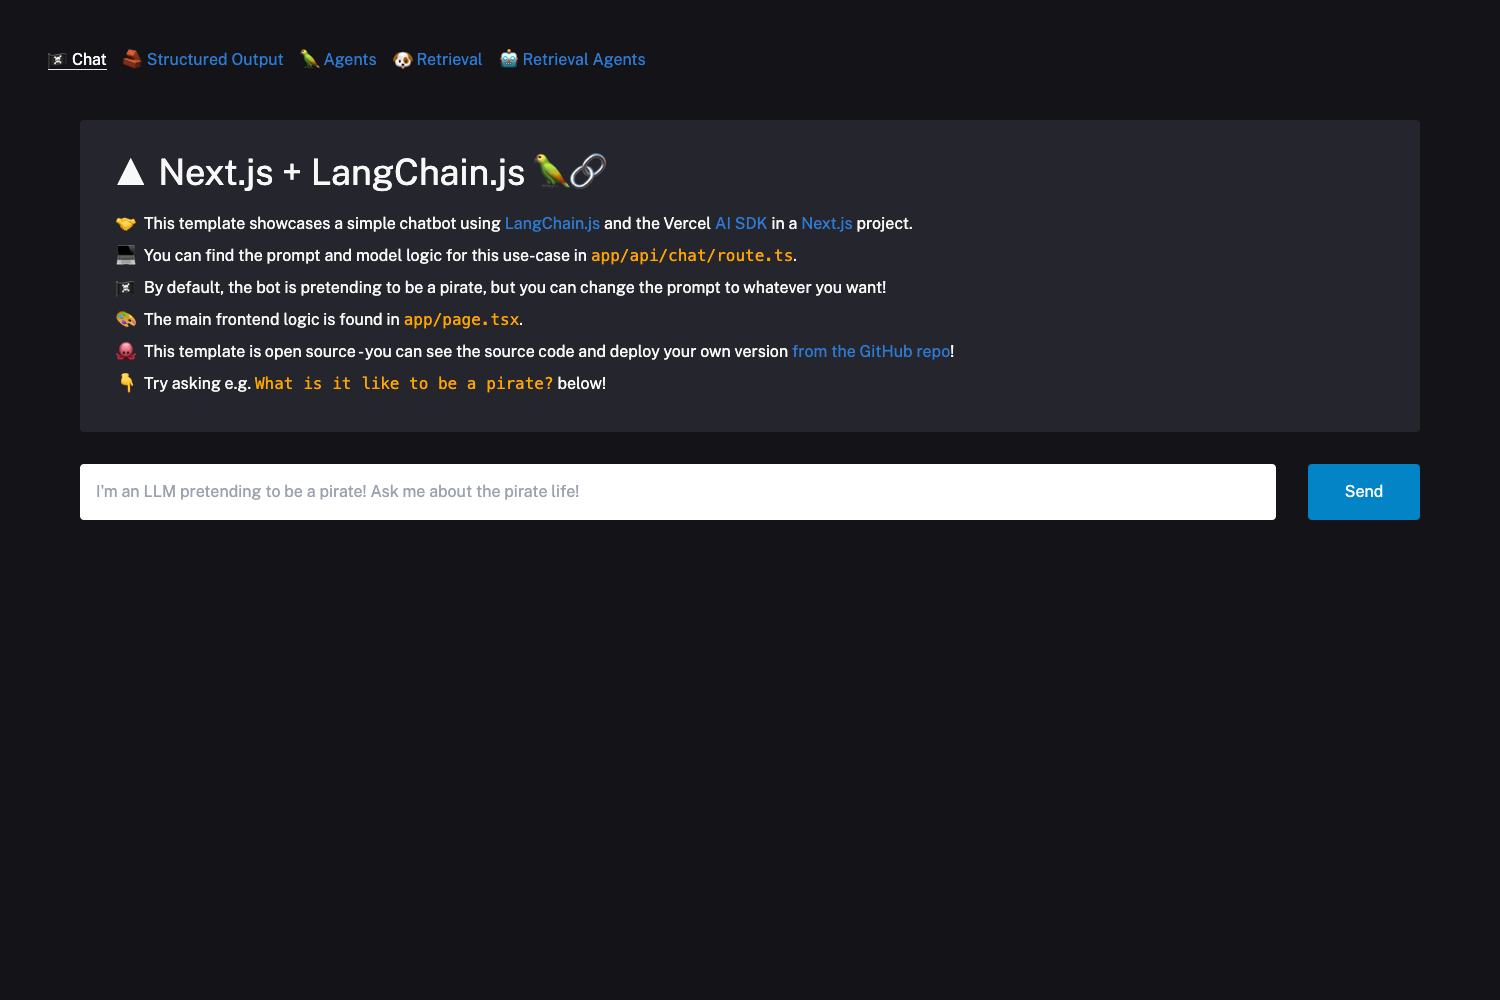 🏴‍☠️ Chat 🧱 Structured Output 🦜 Agents 🐶 Retrieval 🤖 Retrieval Agents
▲ Next.js + LangChain.js 🦜🔗
🤝 This template showcases a simple chatbot using LangChain.js and the Vercel AI SDK in a Next.js project.
💻 You can find the prompt and model logic for this use-case in app/api/chat/route.ts.
🏴‍☠️ By default, the bot is pretending to be a pirate, but you can change the prompt to whatever you want!
🎨 The main frontend logic is found in app/page.tsx.
🐙 This template is open source - you can see the source code and deploy your own version from the GitHub repo!
👇 Try asking e.g. What is it like to be a pirate? below!
I'm an LLM pretending to be a pirate! Ask me about the pirate life! Send